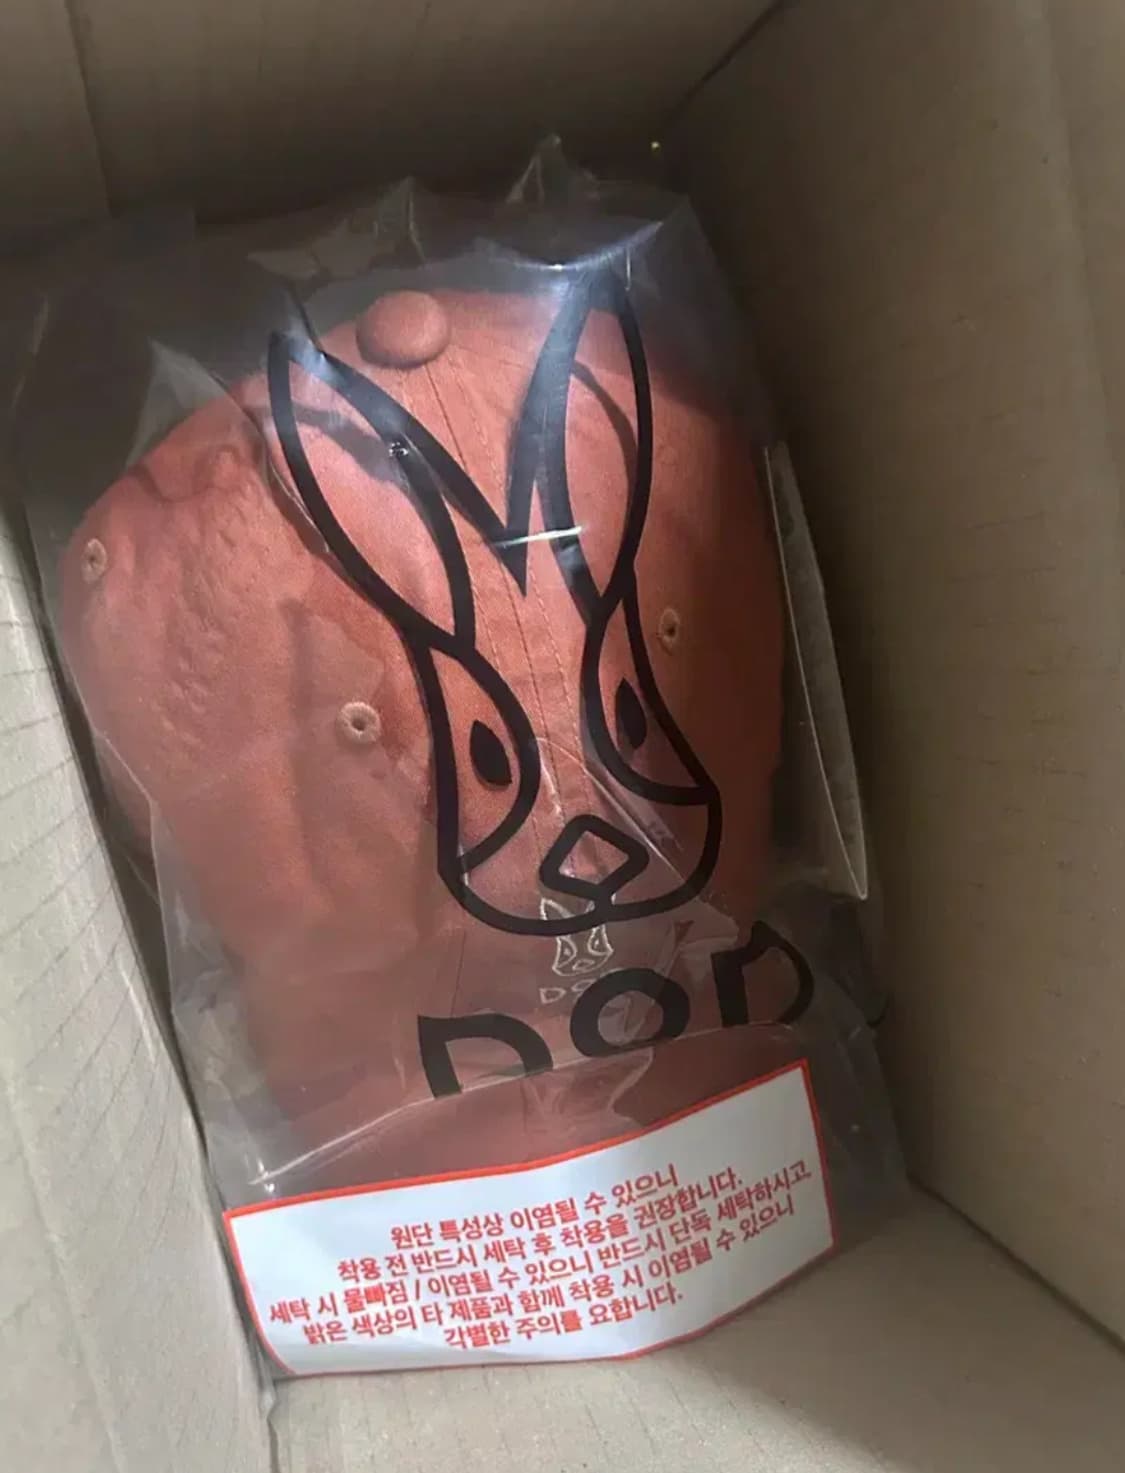 DOD
원단 특성상 이염될 수 있으니
착용 전 반드시 세탁 후 착용을 권장합니다.
세탁 시 물빠짐 / 이염될 수 있으니 반드시 단독 세탁하시고,
밝은 색상의 타 제품과 함께 착용 시 이염될 수 있으니
각별한 주의를 요합니다.